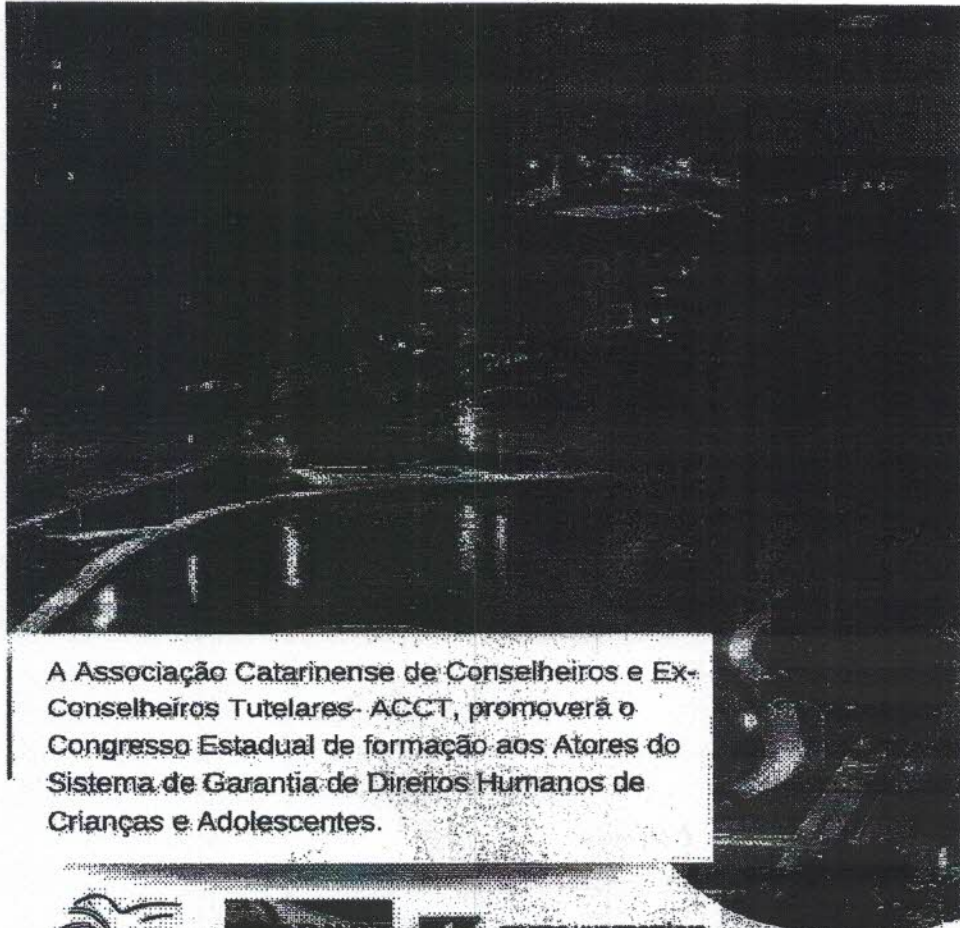 A Associação Catarinense de Conselheiros e Ex-
Conselheiros Tutelares- ACCT, promoverá o
Congresso Estadual de formação aos Atores do
Sistema de Garantia de Direitos Humanos de
Crianças e Adolescentes.